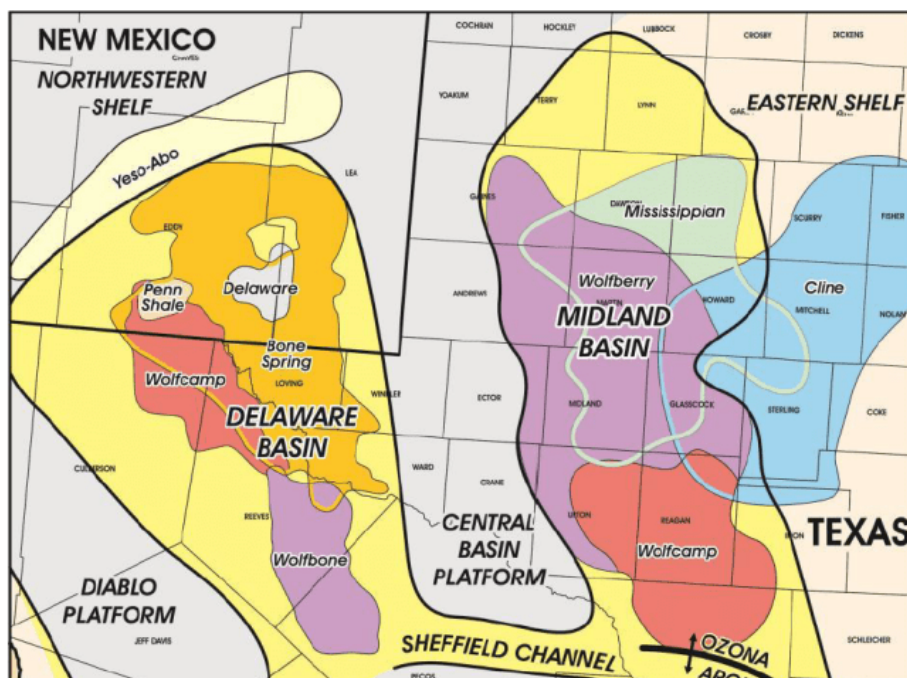 COCHRAN
HOCKLEY
LUBBOCK
CROSBY
DICKENS
NEW MEXICO
NORTHWESTERN
SHELF
YOAKUM
TERRY
LYNN
EASTERN SHELF
Yeso-Abo
LEA
GAINES
DAWSON
Mississippian
SCURRY
FISHER
EDDY
Penn
Shale
Delaware
ANDREWS
Wolfberry
MARTIN
HOWARD
Cline
MITCHELL
NOLAN
MIDLAND
BASIN
Bone
Spring
LOVING
Wolfcamp
WINKLER
ECTOR
MIDLAND
GLASSCOCK
STERLING
COKE
DELAWARE
BASIN
CULBERSON
WARD
CRANE
REEVES
UPTON
REAGAN
IRION
TEXAS
CENTRAL
BASIN
PLATFORM
Wolfcamp
Wolfbone
DIABLO
PLATFORM
JEFF DAVIS
SHEFFIELD CHANNEL
OZONA
SCHLEICHER
PECOS